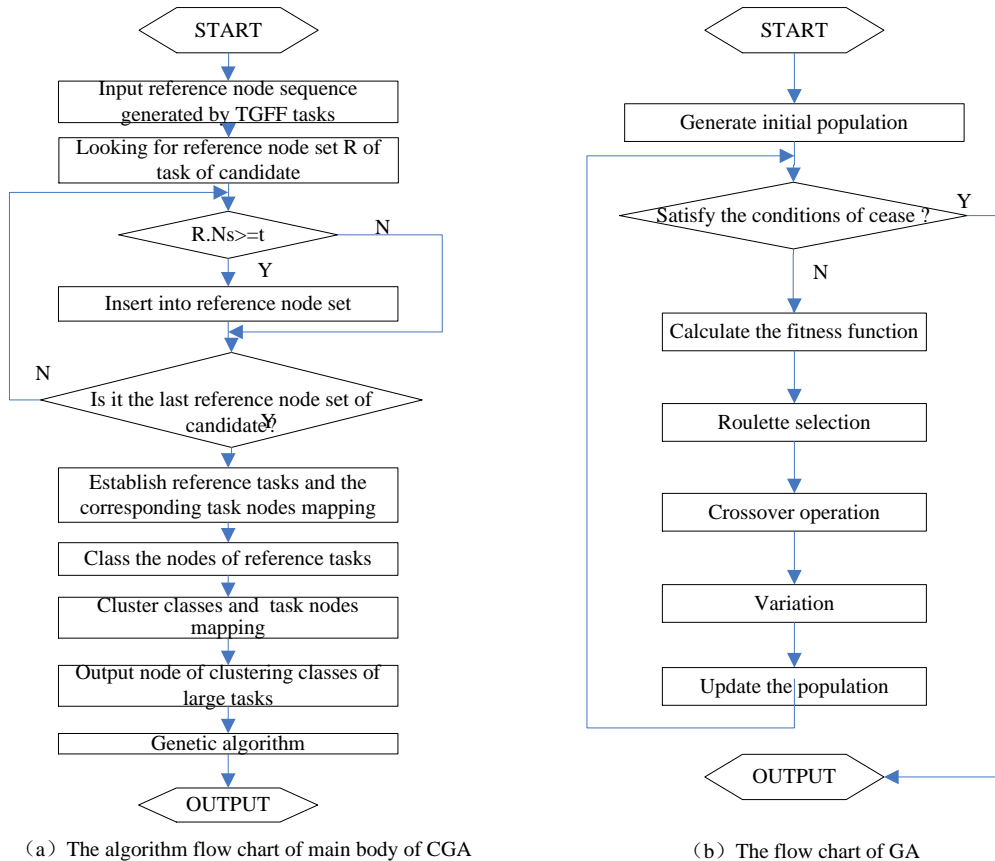 START
Input reference node sequence
generated by TGFF tasks
Looking for reference node set R of
task of candidate
R.Ns>=t
N
Y
Insert into reference node set
N
Is it the last reference node set of
candidate?
Y
Establish reference tasks and the
corresponding task nodes mapping
Class the nodes of reference tasks
Cluster classes and task nodes
mapping
Output node of clustering classes of
large tasks
Genetic algorithm
OUTPUT
(a) The algorithm flow chart of main body of CGA
START
Generate initial population
Satisfy the conditions of cease ?
Y
N
Calculate the fitness function
Roulette selection
Crossover operation
Variation
Update the population
OUTPUT
(b) The flow chart of GA